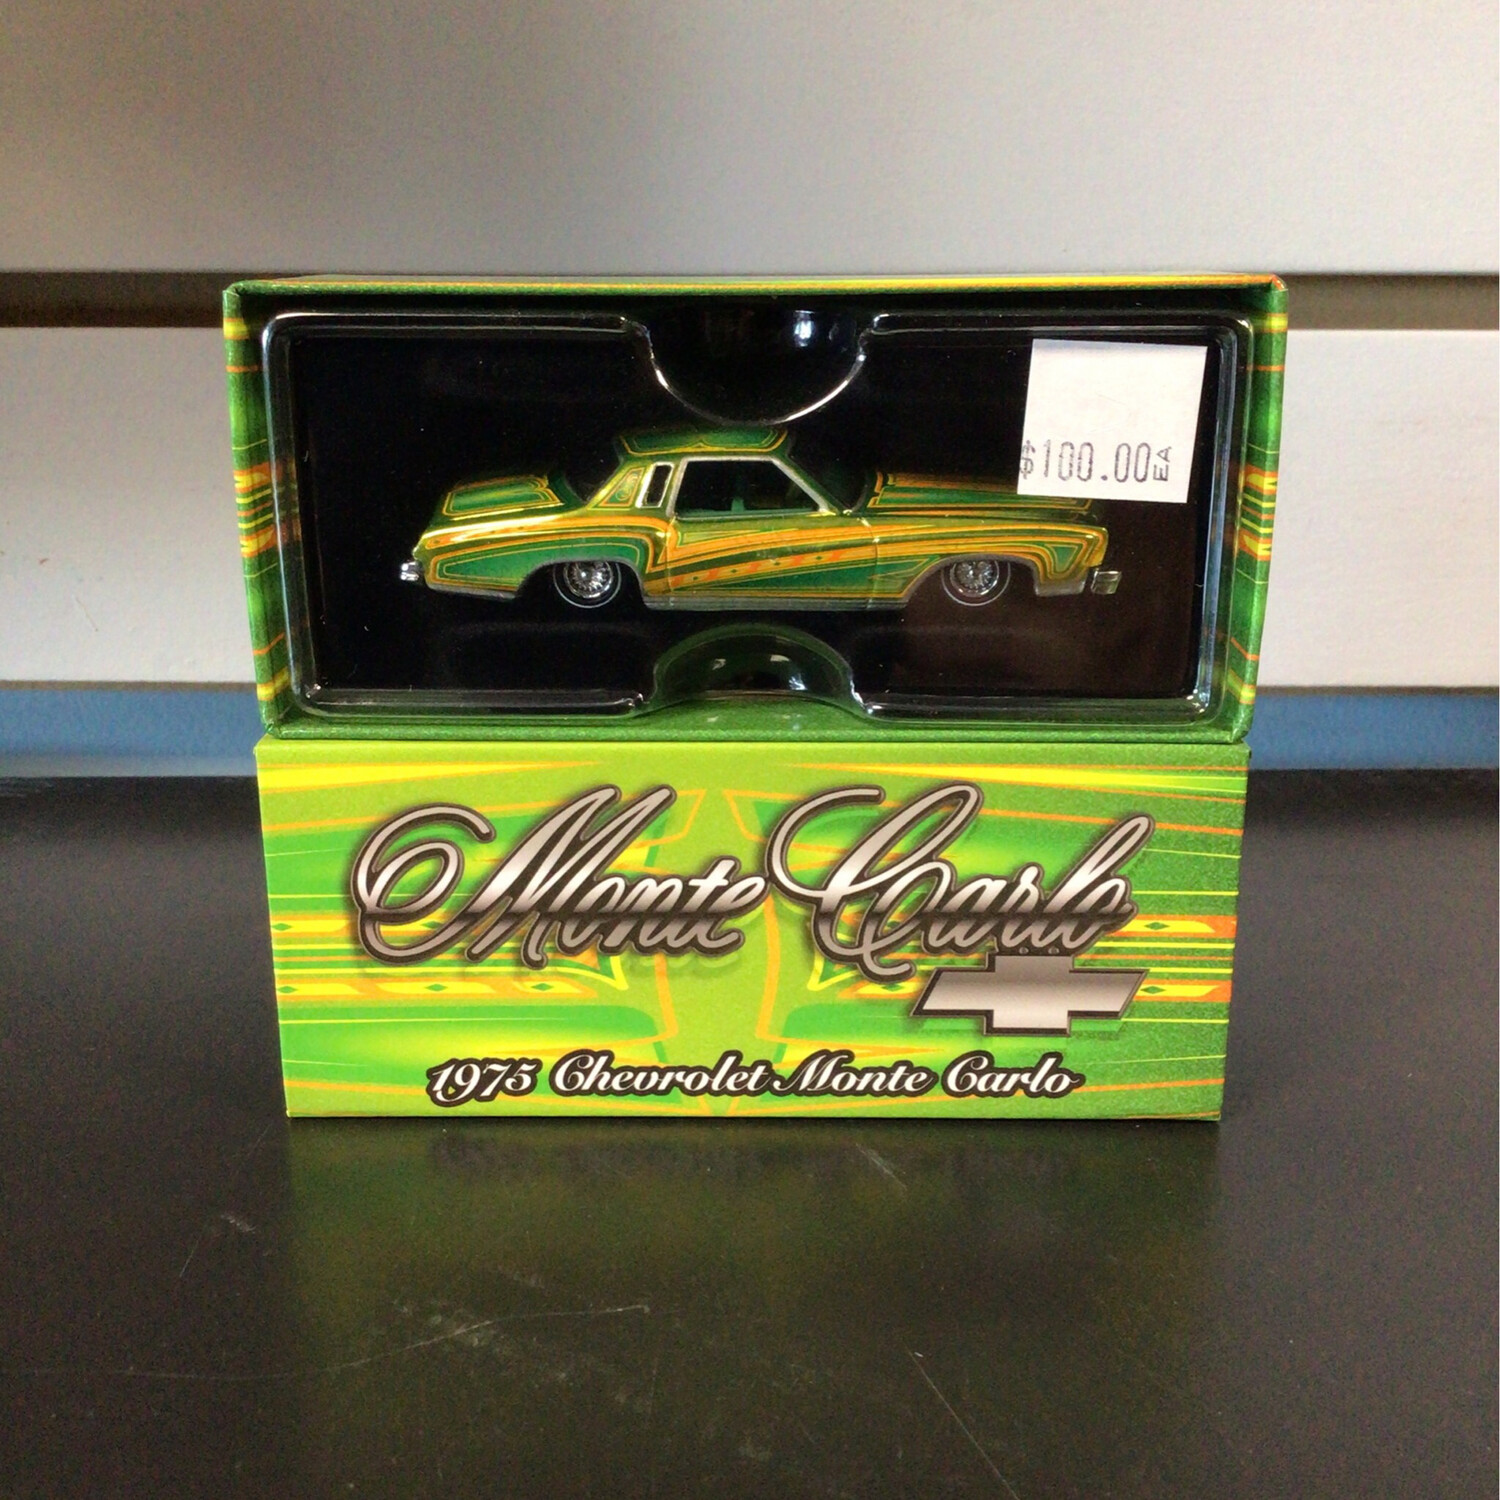 $100.00EA
Monte Carlo
1975 Chevrolet Monte Carlo